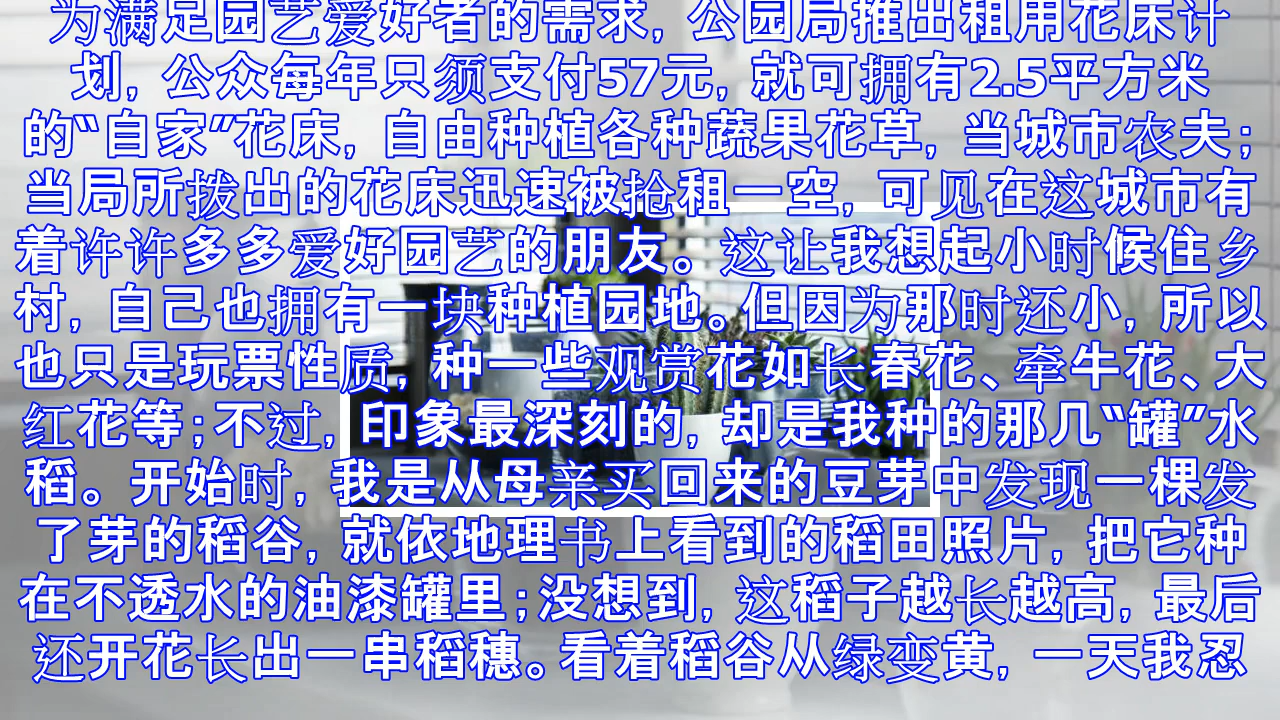 为满足园艺爱好者的需求, 公园局推出租用花床计
划, 公众每年只须支付57元, 就可拥有2.5平方米
的“自家”花床, 自由种植各种蔬果花草, 当城市农夫;
当局所拨出的花床迅速被抢租一空, 可见在这城市有
着许许多多爱好园艺的朋友。这让我想起小时候住乡
村, 自己也拥有一块种植园地。但因为那时还小, 所以
也只是玩票性质, 种一些观赏花如长春花、牵牛花、大
红花等;不过, 印象最深刻的, 却是我种的那几“罐”水
稻。开始时, 我是从母亲买回来的豆芽中发现一棵发
了芽的稻谷, 就依地理书上看到的稻田照片, 把它种
在不透水的油漆罐里;没想到, 这稻子越长越高, 最后
还开花长出一串稻穗。看着稻谷从绿变黄, 一天我忍